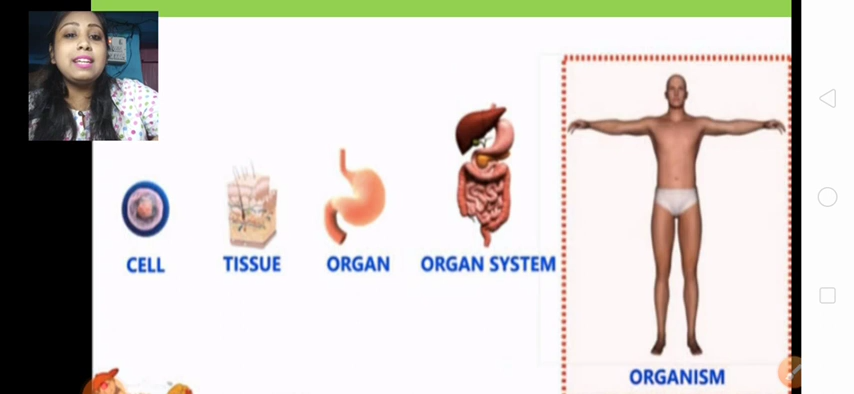 CELL
TISSUE
ORGAN
ORGAN SYSTEM
ORGANISM